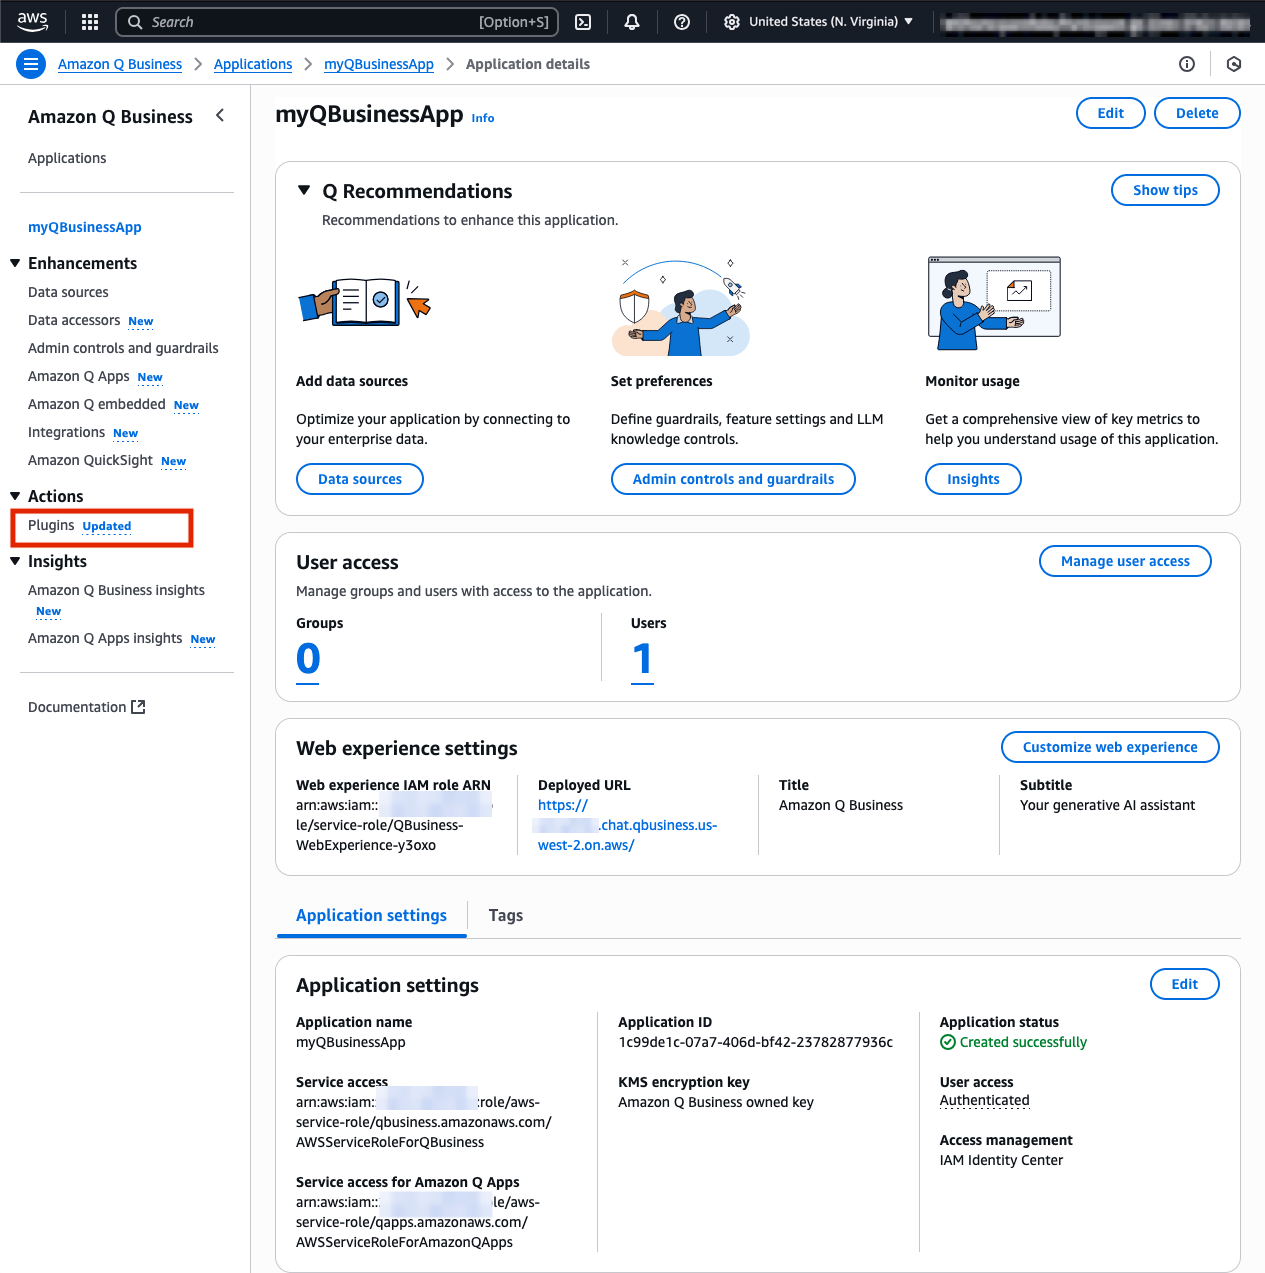 aws
Search
[Option+S]
United States (N. Virginia)
Amazon Q Business
Applications
myQBusinessApp
Application details
Amazon Q Business
Applications
myQBusinessApp
Enhancements
Data sources
Data accessors New
Admin controls and guardrails
Amazon Q Apps New
Amazon Q embedded New
Integrations New
Amazon QuickSight New
Actions
Plugins Updated
Insights
Amazon Q Business insights
New
Amazon Q Apps insights New
Documentation
myQBusinessApp Info
Edit
Delete
Q Recommendations
Show tips
Recommendations to enhance this application.
Add data sources
Optimize your application by connecting to
your enterprise data.
Data sources
Set preferences
Define guardrails, feature settings and LLM
knowledge controls.
Admin controls and guardrails
Monitor usage
Get a comprehensive view of key metrics to
help you understand usage of this application.
Insights
User access
Manage user access
Manage groups and users with access to the application.
Groups
0
Users
1
Web experience settings
Customize web experience
Web experience IAM role ARN
arn:aws:iam::
le/service-role/QBusiness-
WebExperience-y3oxo
Deployed URL
https://
.chat.qbusiness.us-
west-2.on.aws/
Title
Amazon Q Business
Subtitle
Your generative AI assistant
Application settings
Tags
Application settings
Edit
Application name
myQBusinessApp
Service access
arn:aws:iam: :role/aws-
service-role/qbusiness.amazonaws.com/
AWSServiceRoleForQBusiness
Service access for Amazon Q Apps
arn:aws:iam:: le/aws-
service-role/qapps.amazonaws.com/
AWSServiceRoleForAmazonQApps
Application ID
1c99de1c-07a7-406d-bf42-23782877936c
KMS encryption key
Amazon Q Business owned key
Application status
Created successfully
User access
Authenticated
Access management
IAM Identity Center